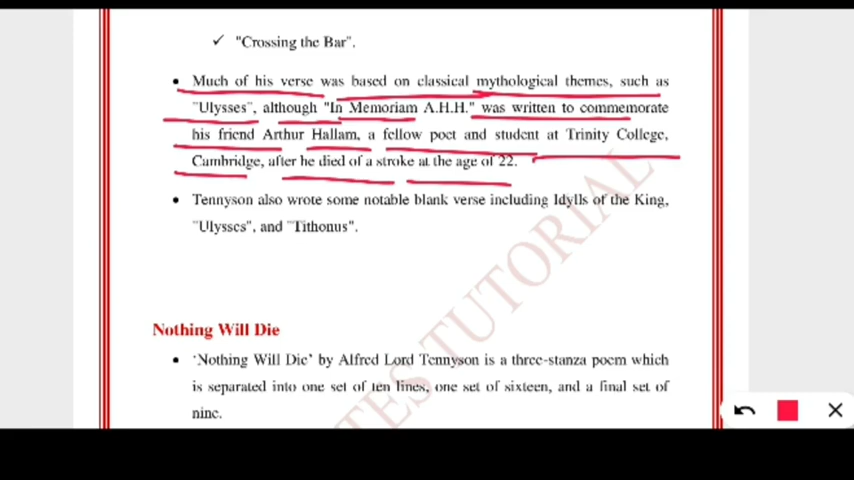 ✓ "Crossing the Bar".
• Much of his verse was based on classical mythological themes, such as
"Ulysses", although "In Memoriam A.H.H." was written to commemorate
his friend Arthur Hallam, a fellow poet and student at Trinity College,
Cambridge, after he died of a stroke at the age of 22.
• Tennyson also wrote some notable blank verse including Idylls of the King,
"Ulysses", and "Tithonus".
Nothing Will Die
• 'Nothing Will Die' by Alfred Lord Tennyson is a three-stanza poem which
is separated into one set of ten lines, one set of sixteen, and a final set of
nine.
TES TUTORIAL